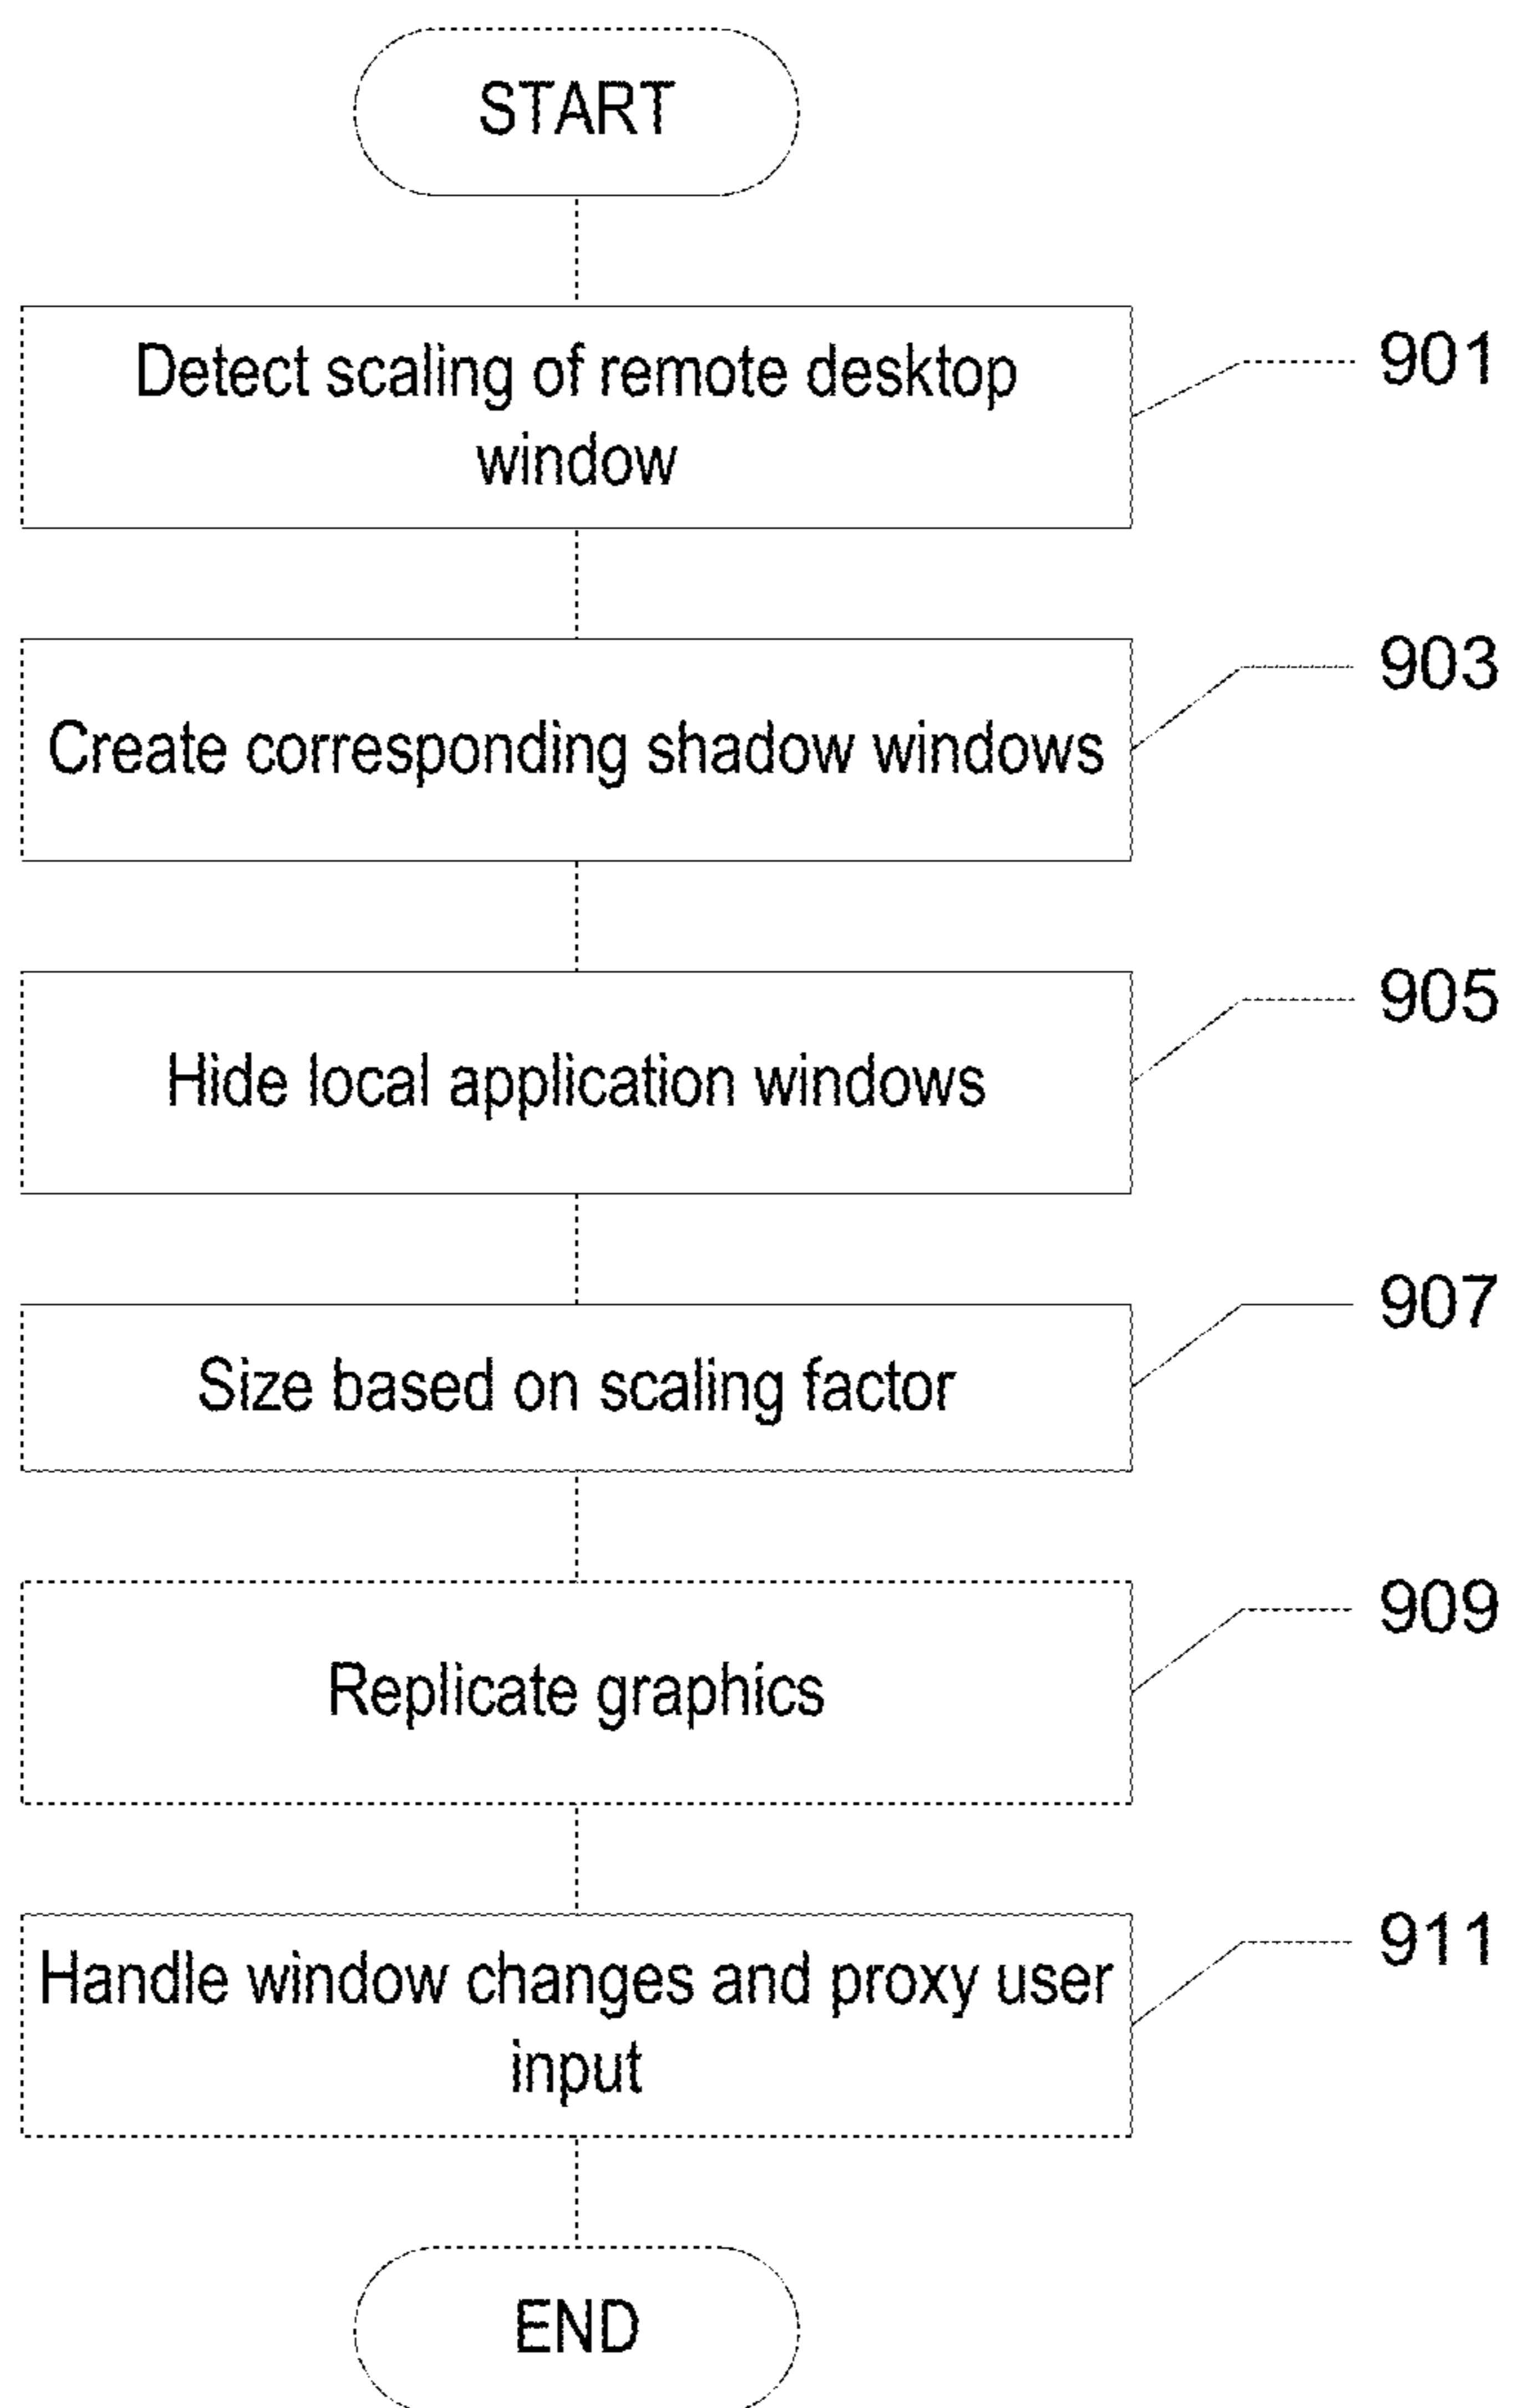 START
Detect scaling of remote desktop
window
901
Create corresponding shadow windows
903
Hide local application windows
905
Size based on scaling factor
907
Replicate graphics
909
Handle window changes and proxy user
input
911
END